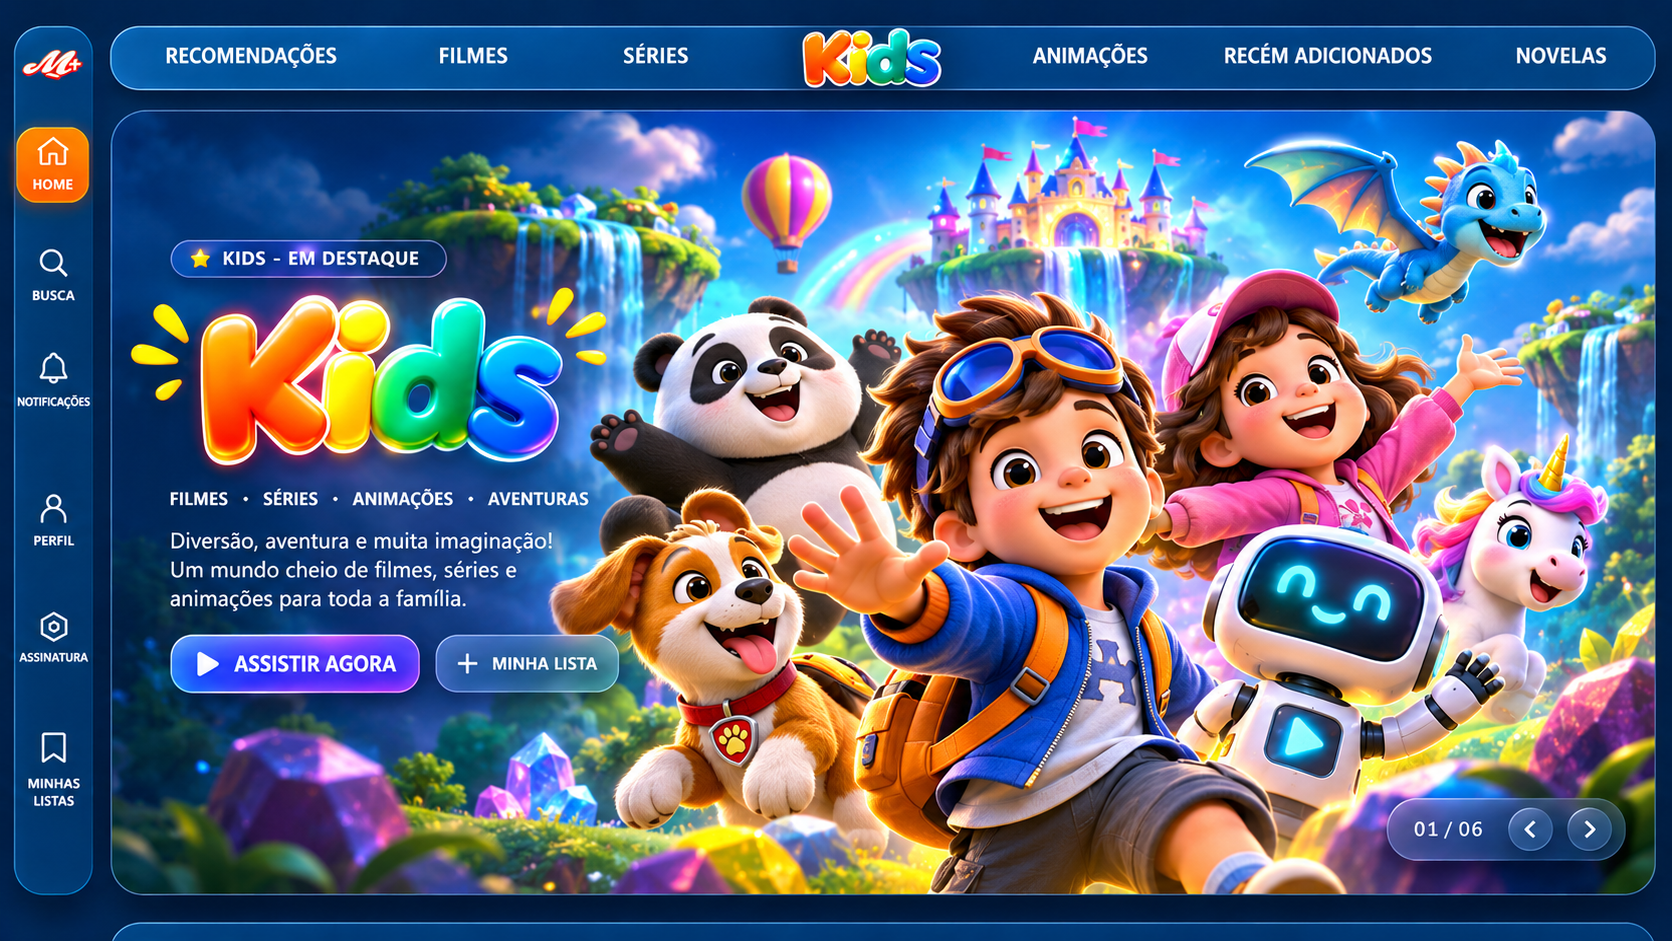 M+
RECOMENDAÇÕES
FILMES
SÉRIES
Kids
ANIMAÇÕES
RECÉM ADICIONADOS
NOVELAS
HOME
BUSCA
NOTIFICAÇÕES
PERFIL
ASSINATURA
MINHAS
LISTAS
KIDS - EM DESTAQUE
Kids
FILMES • SÉRIES • ANIMAÇÕES • AVENTURAS
Diversão, aventura e muita imaginação!
Um mundo cheio de filmes, séries e
animações para toda a família.
ASSISTIR AGORA
+ MINHA LISTA
A
01 / 06